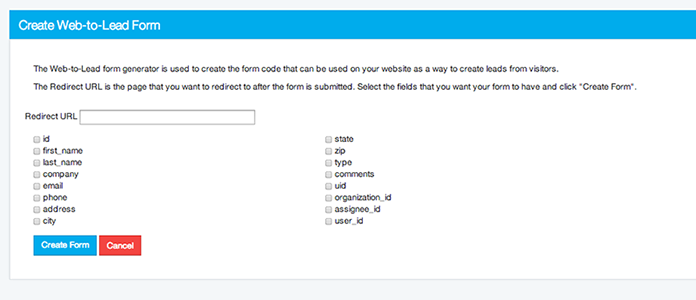 Create Web-to-Lead Form
The Web-to-Lead form generator is used to create the form code that can be used on your website as a way to create leads from visitors.
The Redirect URL is the page that you want to redirect to after the form is submitted. Select the fields that you want your form to have and click "Create Form".
Redirect URL
id
first_name
last_name
company
email
phone
address
city
state
zip
type
comments
uid
organization_id
assignee_id
user_id
Create Form
Cancel